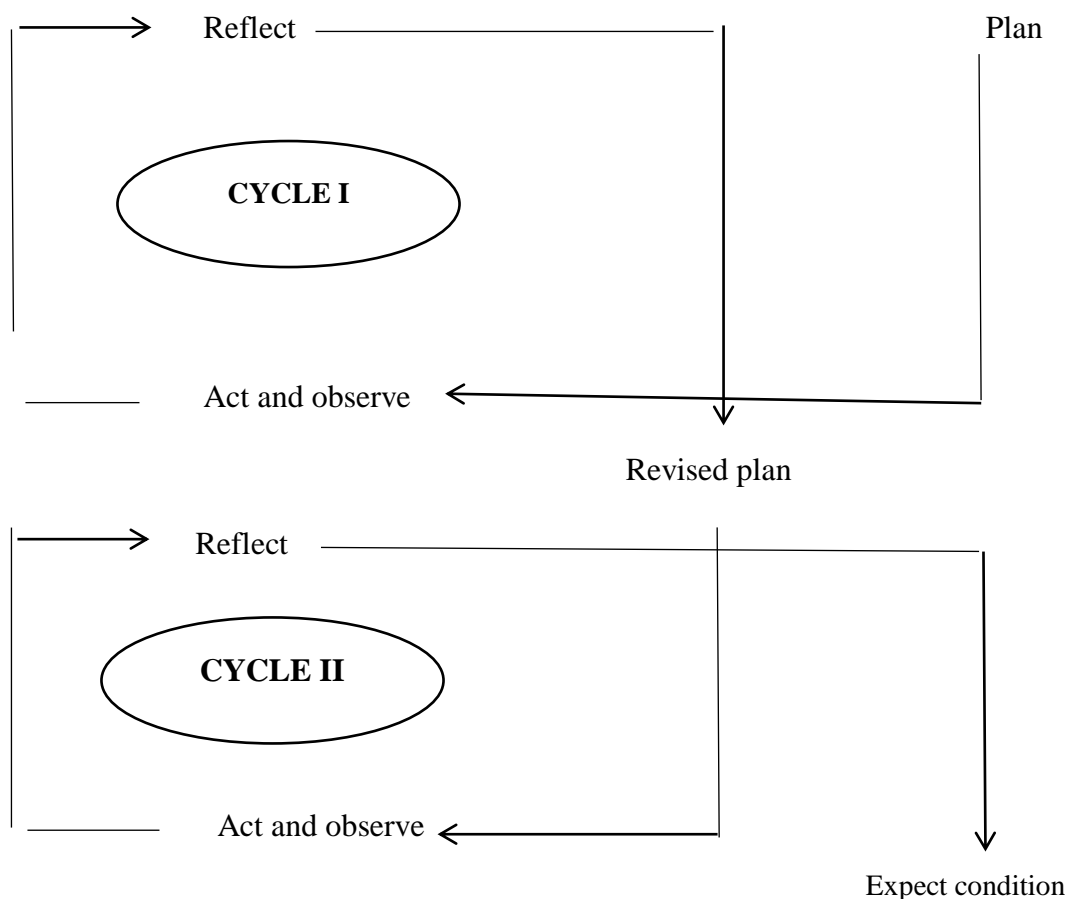 Reflect
Plan
CYCLE I
Act and observe
Revised plan
Reflect
CYCLE II
Act and observe
Expect condition